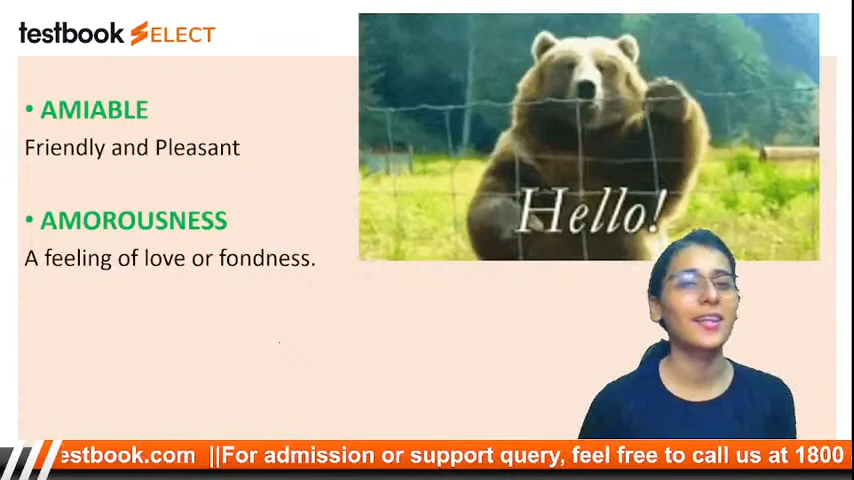 testbook SELECT
• AMIABLE
Friendly and Pleasant
• AMOROUSNESS
A feeling of love or fondness.
Hello!
estbook.com ||For admission or support query, feel free to call us at 1800